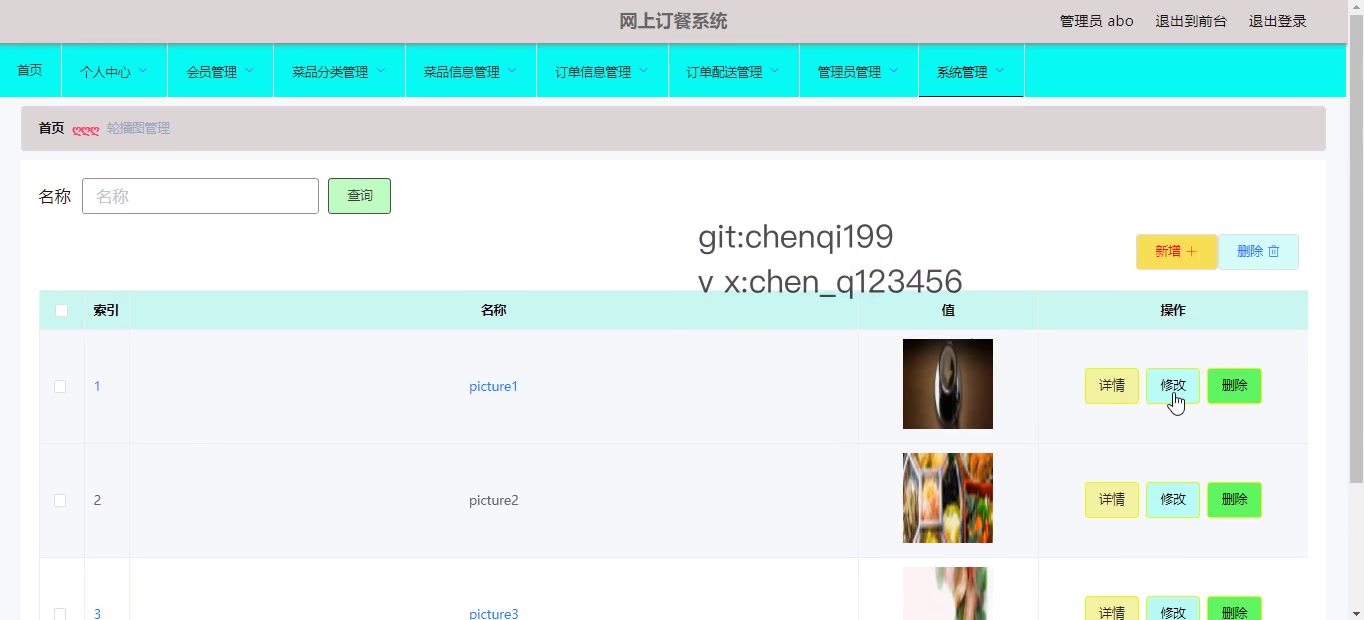 网上订餐系统
管理员 abo 退出到前台 退出登录
首页 个人中心 会员管理 菜品分类管理 菜品信息管理 订单信息管理 订单配送管理 管理员管理 系统管理
首页 ღღღ 轮播图管理
名称 名称 查询
git:chenqi199
v x:chen_q123456
新增 删除
索引 名称 值 操作
1 picture1 详情 修改 删除
2 picture2 详情 修改 删除
3 picture3 详情 修改 删除